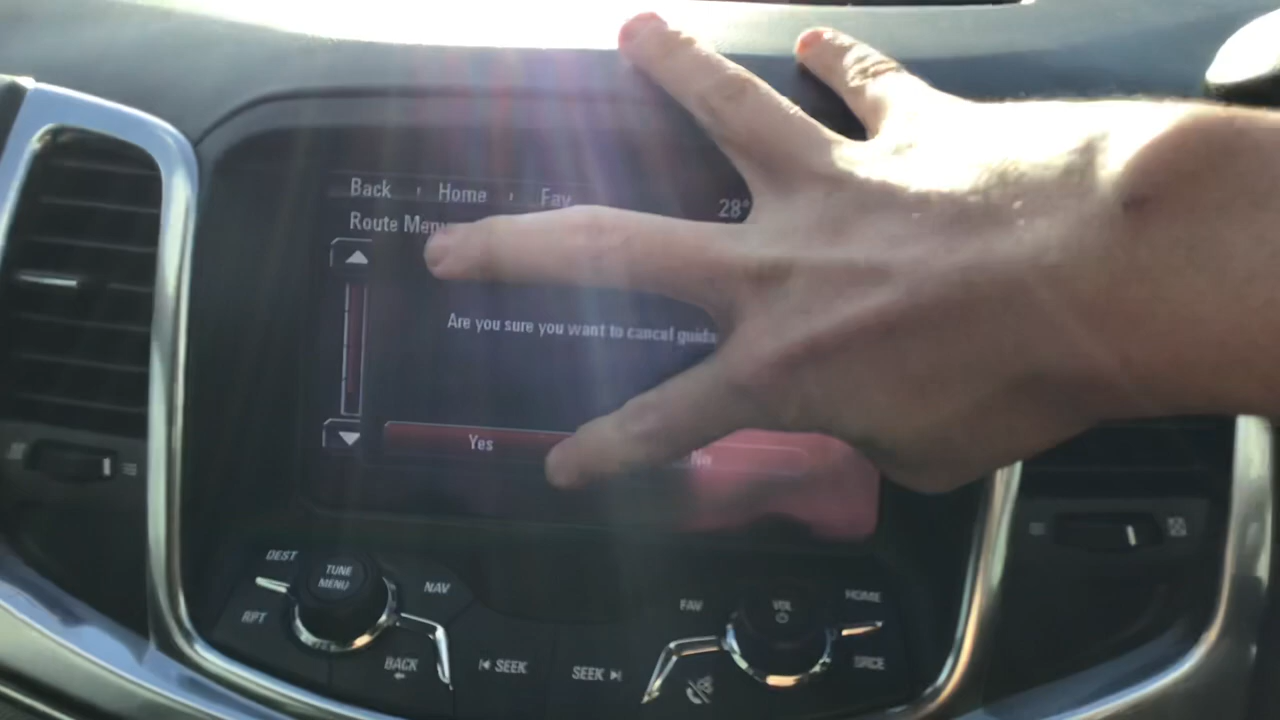 Back Home Fav
28°
Route Menu
Are you sure you want to cancel guida
Yes
No
DEST
TUNE
MENU
NAV
RPT
BACK
SEEK
SEEK
FAV
VOL
HOME
SRCE